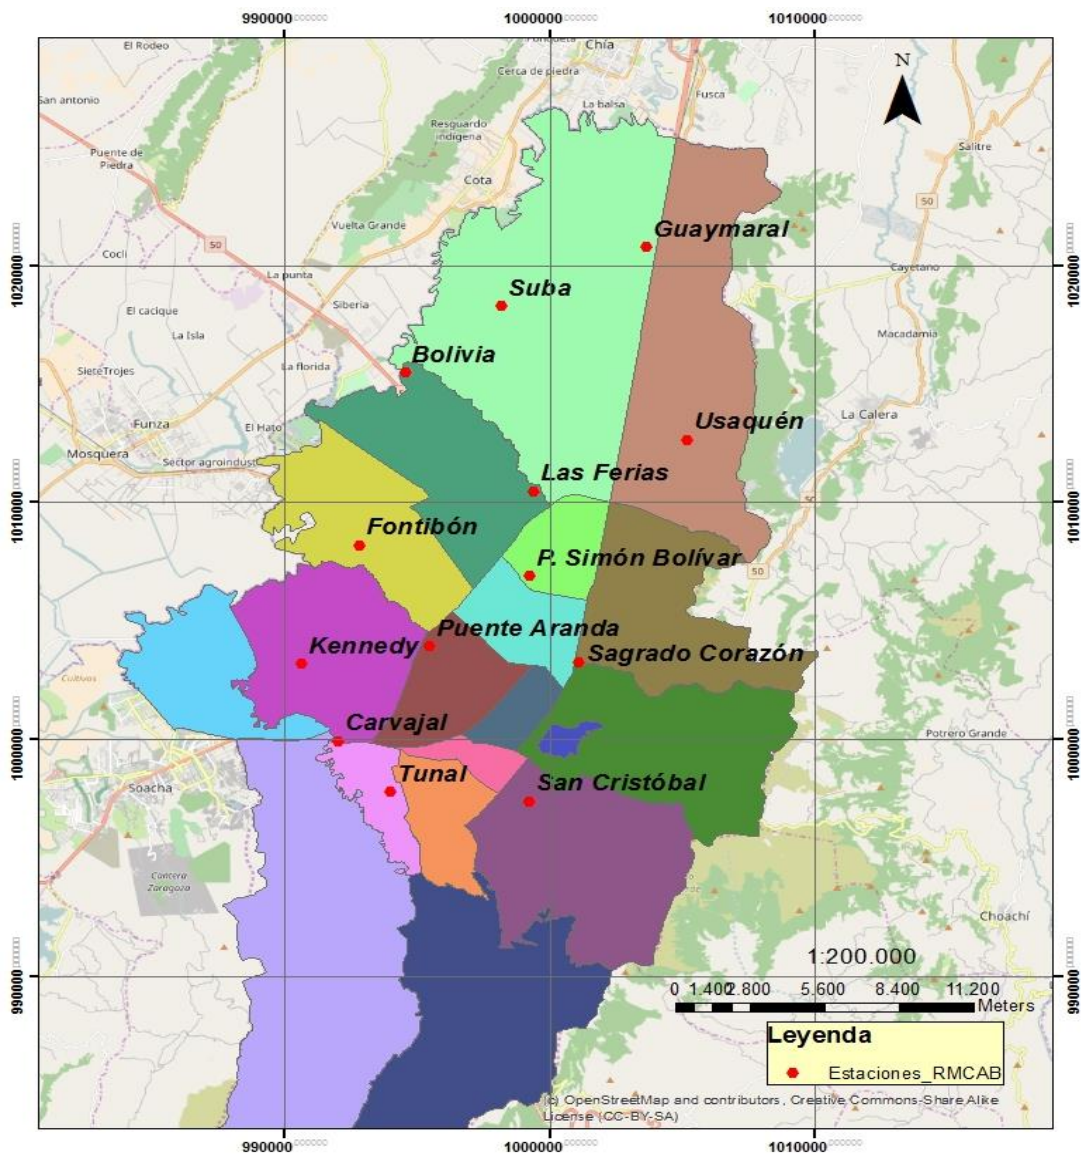 990000
1000000
1010000
El Rodeo
Chía
Cerca de piedra
San antonio
La balsa
Fusca
N
Resguardo
indígena
Puente de
Piedra
Salitre
Cota
50
Vuelta Grande
Guaymaral
50
Cocli
1020000
1020000
La punta
Cayetano
Suba
El cacique
Siberia
La Isla
Macadamia
Bolivia
SieteTrojes
La florida
Funza
El Hato
Usaquén
La Calera
Mosquera
Sector agroindust
Las Ferias
50
1010000
1010000
Fontibón
P. Simón Bolívar
50
Puente Aranda
Kennedy
Sagrado Corazón
Cultivos
Carvajal
1000000
1000000
Potrero Grande
Soacha
Tunal
San Cristóbal
Cantera
Zaragoza
Choachí
1:200.000
990000
990000
0 1.400 2.800 5.600 8.400 11.200
Meters
Leyenda
Estaciones_RMCAB
(c) OpenStreetMap and contributors, Creative Commons-Share Alike
License (CC-BY-SA)
990000
1000000
1010000